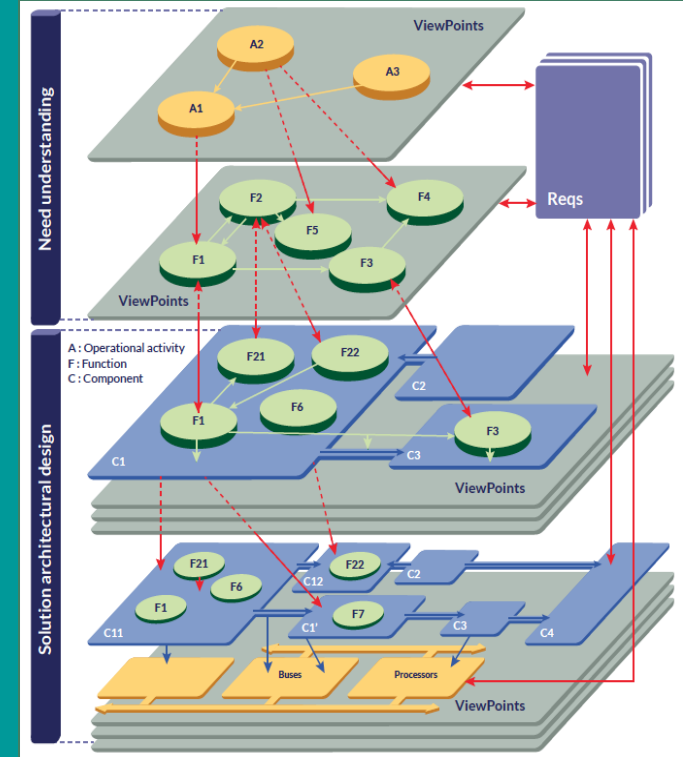 Need understanding
ViewPoints
A2
A3
A1
Reqs
F2
F4
F5
F1
F3
ViewPoints
Solution architectural design
A : Operational activity
F : Function
C : Component
F21
F22
C2
F6
F1
F3
C1
C3
ViewPoints
F21
F22
C2
F6
C12
F1
F7
C3
C11
C1'
C4
Buses
Processors
ViewPoints